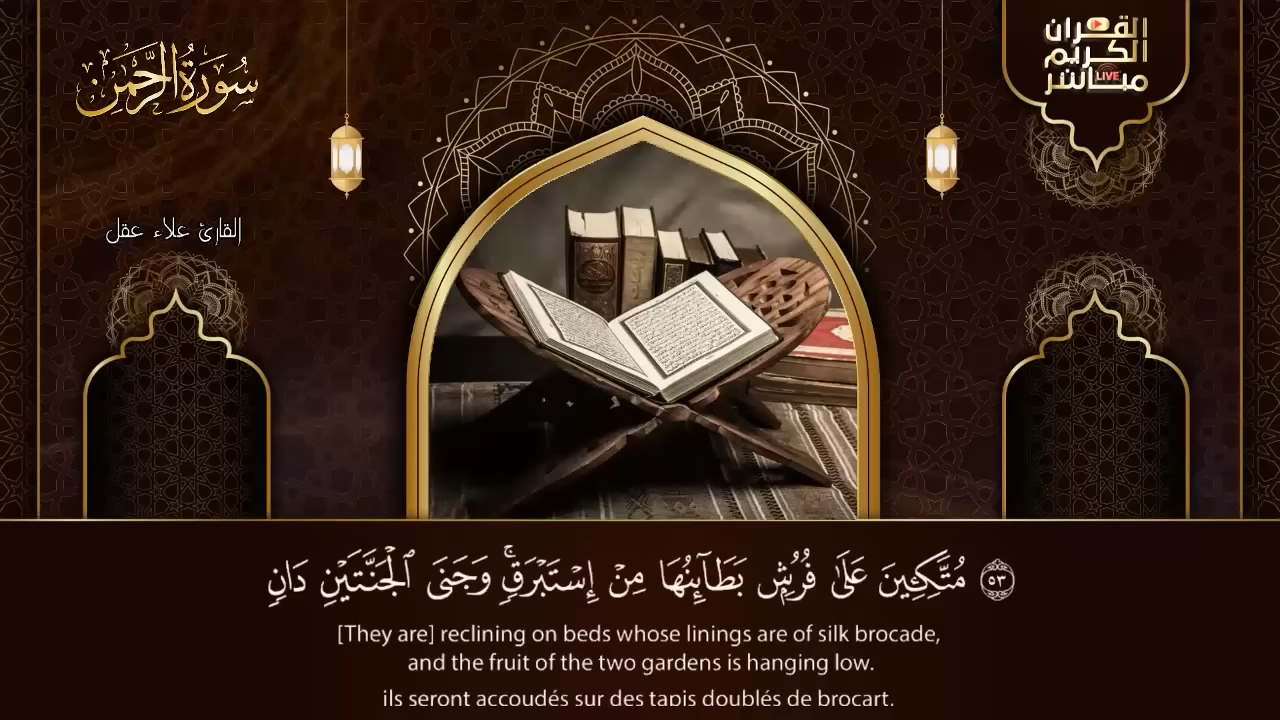 سُورَةُ الرَّحْمَٰن
القرآن
الكريم
مباشر
LIVE
القارئ علاء عقل
٥٣ مُتَّكِـِٔينَ عَلَىٰ فُرُشٍۭ بَطَآئِنُهَا مِنْ إِسْتَبْرَقٍۚ وَجَنَى ٱلْجَنَّتَيْنِ دَانٍ
[They are] reclining on beds whose linings are of silk brocade,
and the fruit of the two gardens is hanging low.
ils seront accoudés sur des tapis doublés de brocart.